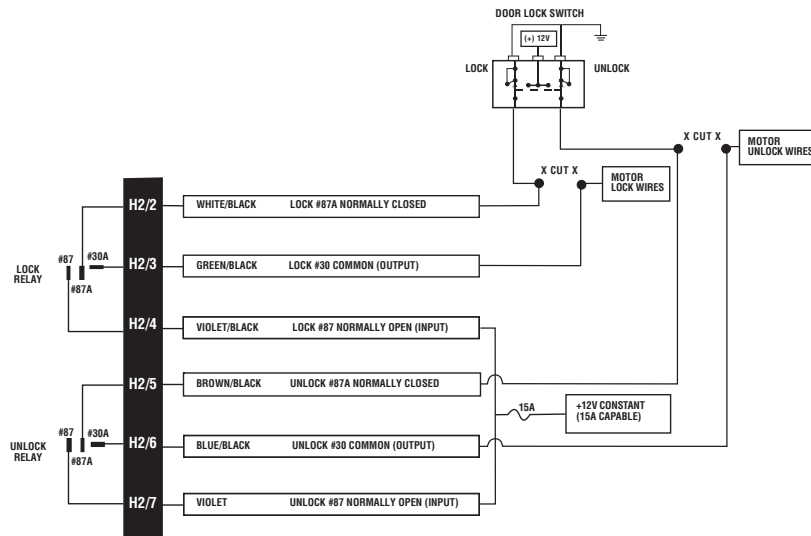 DOOR LOCK SWITCH
(+) 12V
LOCK
UNLOCK
X CUT X
MOTOR
UNLOCK WIRES
X CUT X
MOTOR
LOCK WIRES
H2/2
WHITE/BLACK LOCK #87A NORMALLY CLOSED
#87
#30A
#87A
LOCK
RELAY
H2/3
GREEN/BLACK LOCK #30 COMMON (OUTPUT)
H2/4
VIOLET/BLACK LOCK #87 NORMALLY OPEN (INPUT)
H2/5
BROWN/BLACK UNLOCK #87A NORMALLY CLOSED
15A
+12V CONSTANT
(15A CAPABLE)
#87
#30A
#87A
UNLOCK
RELAY
H2/6
BLUE/BLACK UNLOCK #30 COMMON (OUTPUT)
H2/7
VIOLET UNLOCK #87 NORMALLY OPEN (INPUT)